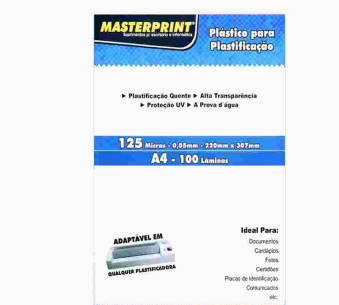 MASTERPRINT
Suprimentos p/ escritório e informática
Plástico para
Plastificação
▶ Plastificação Quente ▶ Alta Transparência
▶ Proteção UV ▶ A Prova d'água
125 Micras - 0,05mm - 220mm x 307mm
A4 - 100 Lâminas
ADAPTÁVEL EM
QUALQUER PLASTIFICADORA
Ideal Para:
Documentos
Cardápios
Fotos
Certidões
Placas de Identificação
Comunicados
etc.